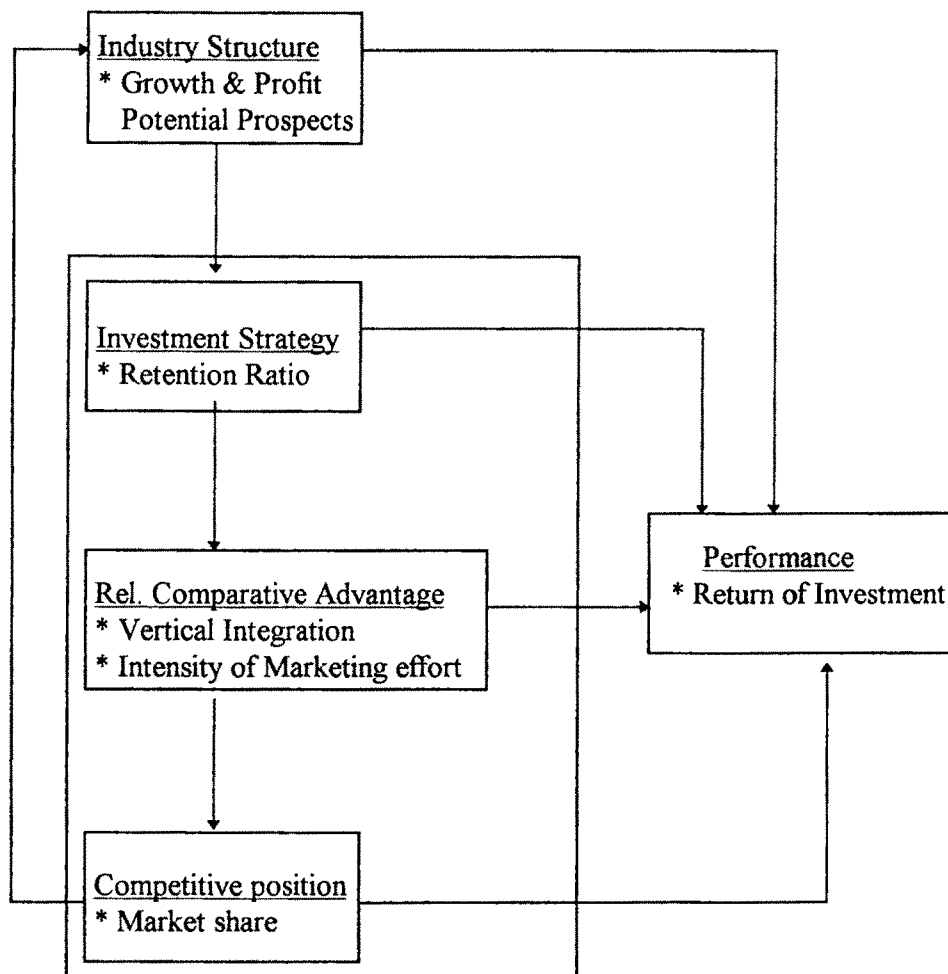 Industry Structure
* Growth & Profit
Potential Prospects
Investment Strategy
* Retention Ratio
Rel. Comparative Advantage
* Vertical Integration
* Intensity of Marketing effort
Performance
* Return of Investment
Competitive position
* Market share